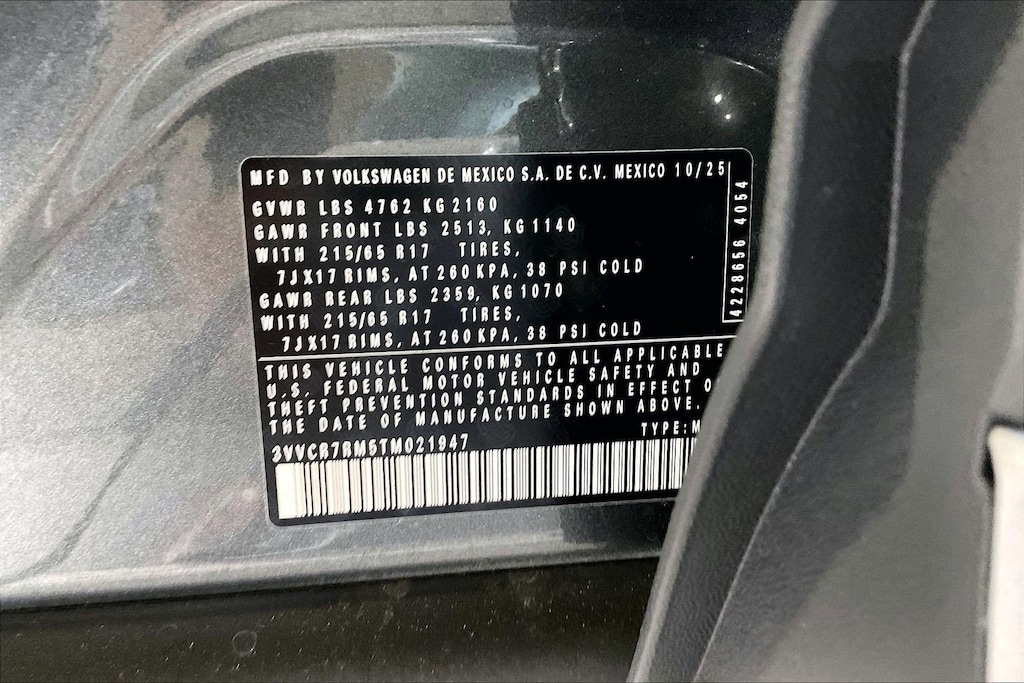 MFD BY VOLKSWAGEN DE MEXICO S.A. DE C.V. MEXICO 10/25
GVWR LBS 4762 KG 2160
GAWR FRONT LBS 2513, KG 1140
WITH 215/65 R17 TIRES,
7JX17 RIMS, AT 260 KPA, 38 PSI COLD
GAWR REAR LBS 2359, KG 1070
WITH 215/65 R17 TIRES,
7JX17 RIMS, AT 260 KPA, 38 PSI COLD
4228656 4054
THIS VEHICLE CONFORMS TO ALL APPLICABLE
U.S. FEDERAL MOTOR VEHICLE SAFETY AND
THEFT PREVENTION STANDARDS IN EFFECT
THE DATE OF MANUFACTURE SHOWN ABOVE.
TYPE:
3VVCR7RM5TM021947